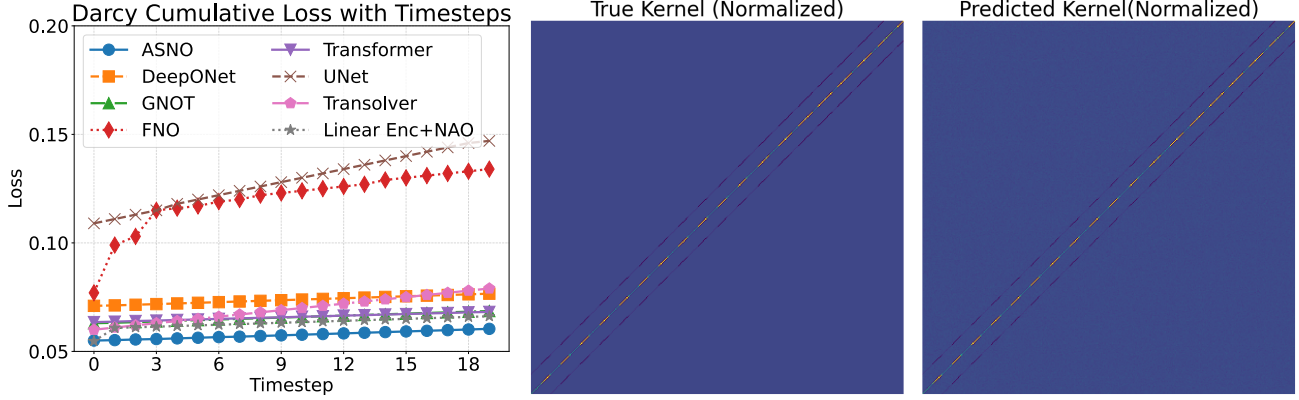 Darcy Cumulative Loss with Timesteps
0.20
0.15
0.10
0.05
Loss
ASNO
DeepONet
GNOT
FNO
Transformer
UNet
Transolver
Linear Enc+NAO
0 3 6 9 12 15 18
Timestep
True Kernel (Normalized)
Predicted Kernel(Normalized)